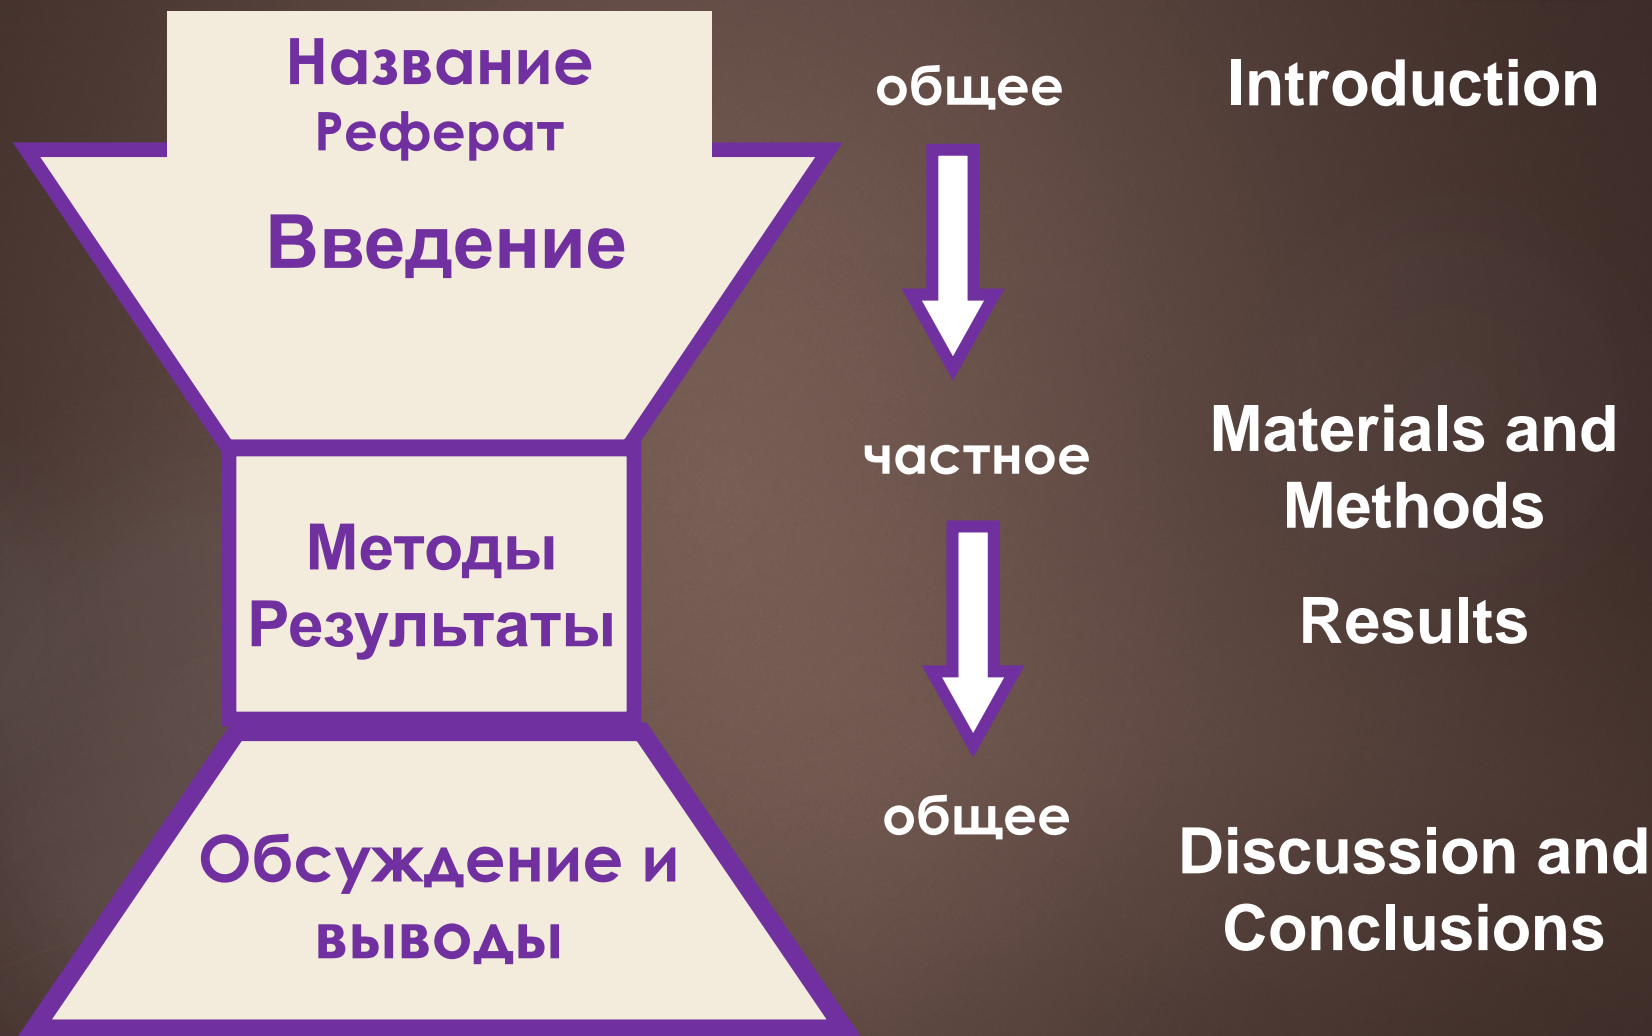 Название
Реферат
Введение
Методы
Результаты
Обсуждение и
выводы
общее
частное
общее
Introduction
Materials and
Methods
Results
Discussion and
Conclusions